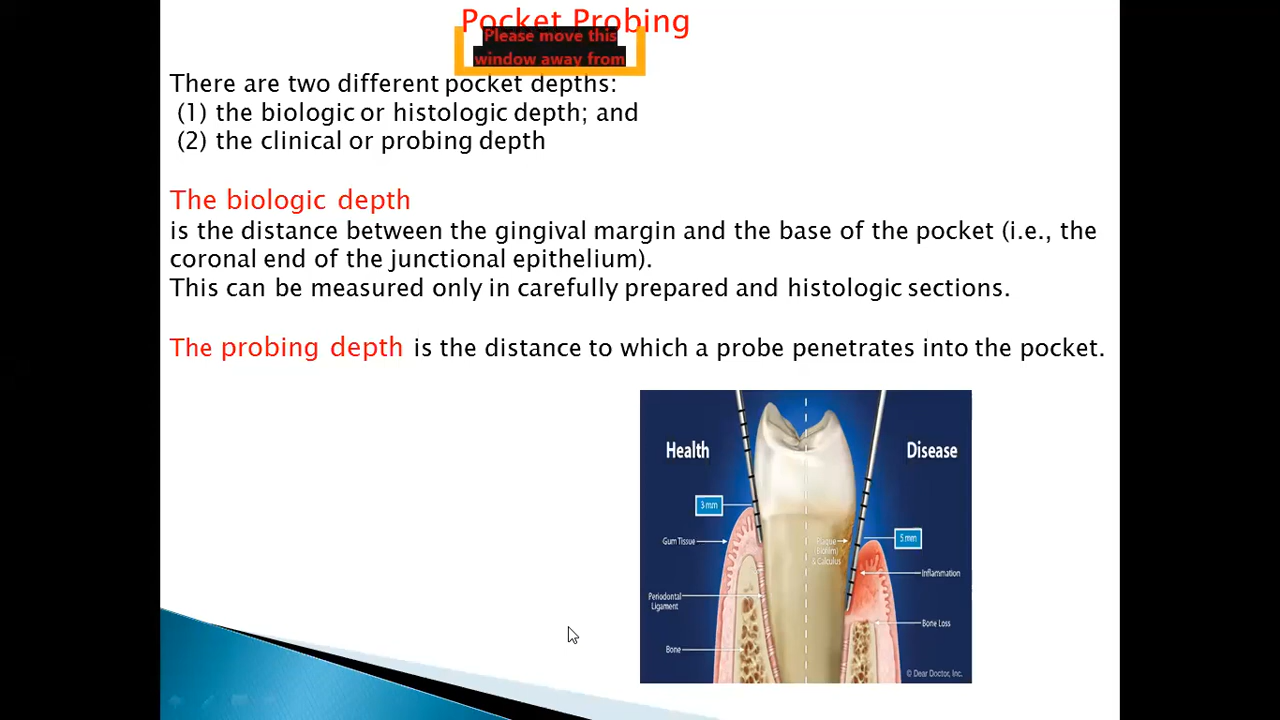 Pocket Probing
Please move this
window away from
There are two different pocket depths:
(1) the biologic or histologic depth; and
(2) the clinical or probing depth
The biologic depth
is the distance between the gingival margin and the base of the pocket (i.e., the
coronal end of the junctional epithelium).
This can be measured only in carefully prepared and histologic sections.
The probing depth is the distance to which a probe penetrates into the pocket.
Health
Disease
3 mm
Gum Tissue
Plaque
(Biofilm)
& Calculus
5 mm
Inflammation
Periodontal
Ligament
Bone Loss
Bone
© Dear Doctor, Inc.